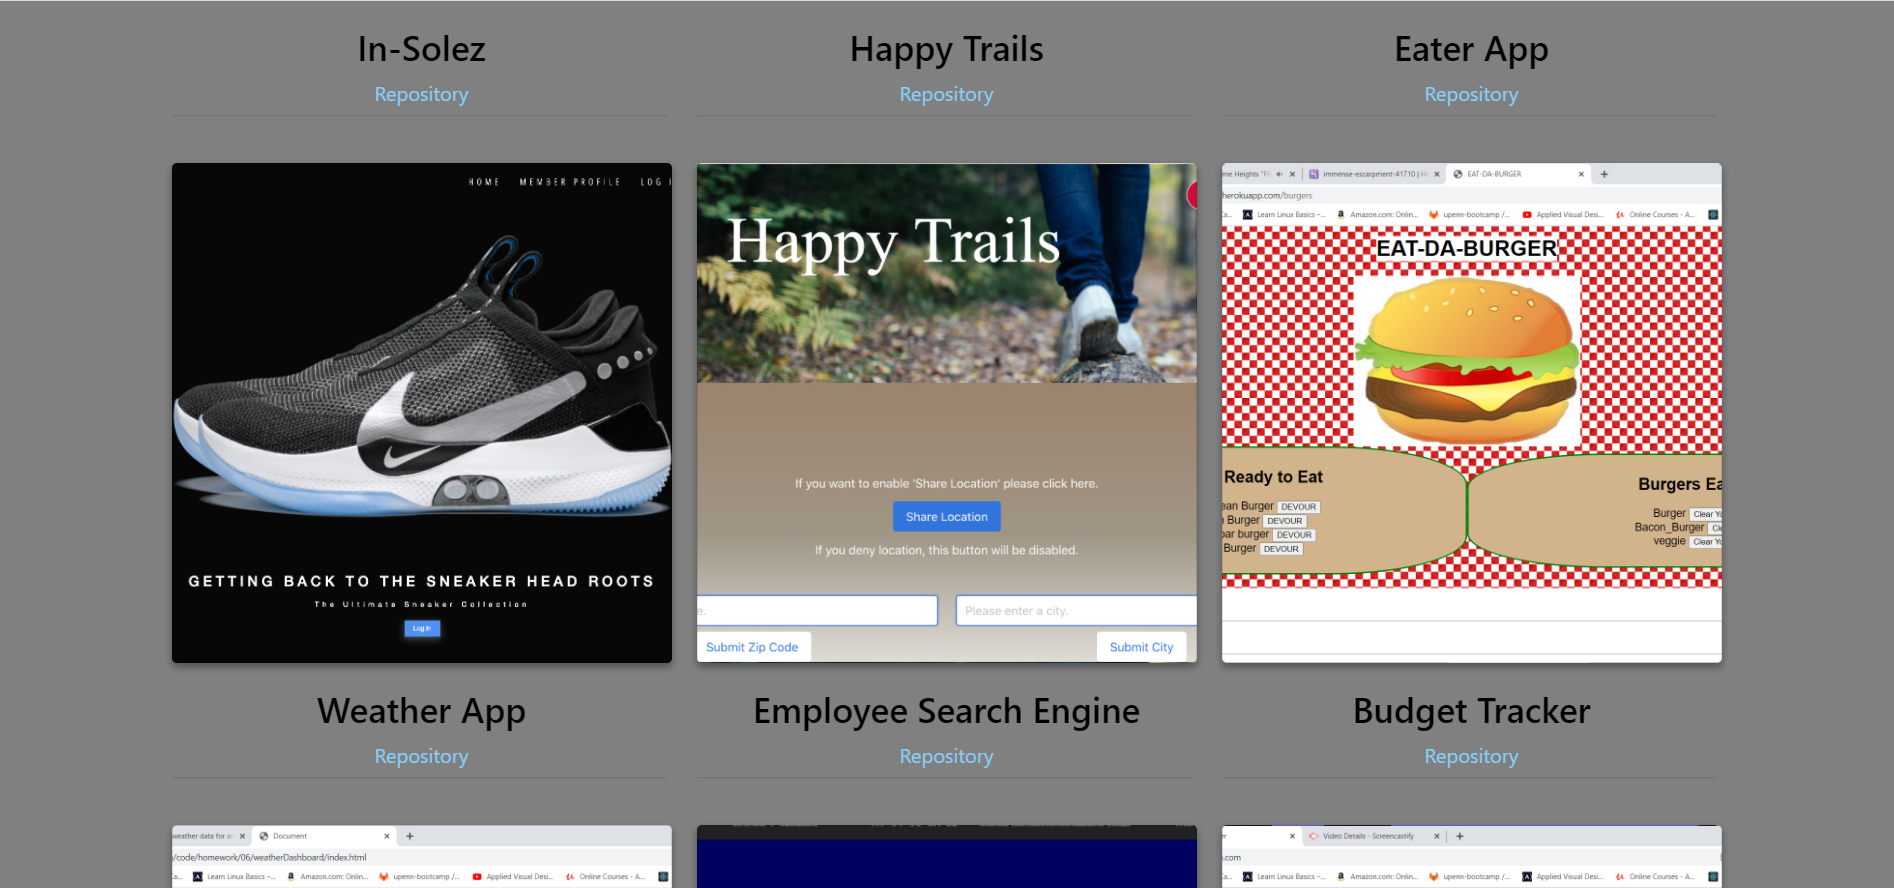 In-Solez
Repository
Happy Trails
Repository
Eater App
Repository
HOME MEMBER PROFILE LOG
GETTING BACK TO THE SNEAKER HEAD ROOTS
The Ultimate Sneaker Collection
Log In
Happy Trails
If you want to enable 'Share Location' please click here.
Share Location
If you deny location, this button will be disabled.
e.
Please enter a city.
Submit Zip Code
Submit City
me Heights "P immense-escarpment-41710 | H EAT-DA-BURGER
herokuapp.com/burgers
Learn Linux Basics –... Amazon.com: Onlin... upenn-bootcamp /... Applied Visual Desi... Online Courses - A...
EAT-DA-BURGER
Ready to Eat
ean Burger DEVOUR
Burger DEVOUR
bar burger DEVOUR
Burger DEVOUR
Burgers Ea
Burger Clear Yo
Bacon_Burger Cl
veggie Clear Yo
Weather App
Repository
Employee Search Engine
Repository
Budget Tracker
Repository
weather data for a Document
/code/homework/06/weatherDashboard/index.html
Learn Linux Basics –... Amazon.com: Onlin... upenn-bootcamp /... Applied Visual Desi... Online Courses - A...
er Video Details - Screencastify
.com
Learn Linux Basics –... Amazon.com: Onlin... upenn-bootcamp /... Applied Visual Desi... Online Courses - A...